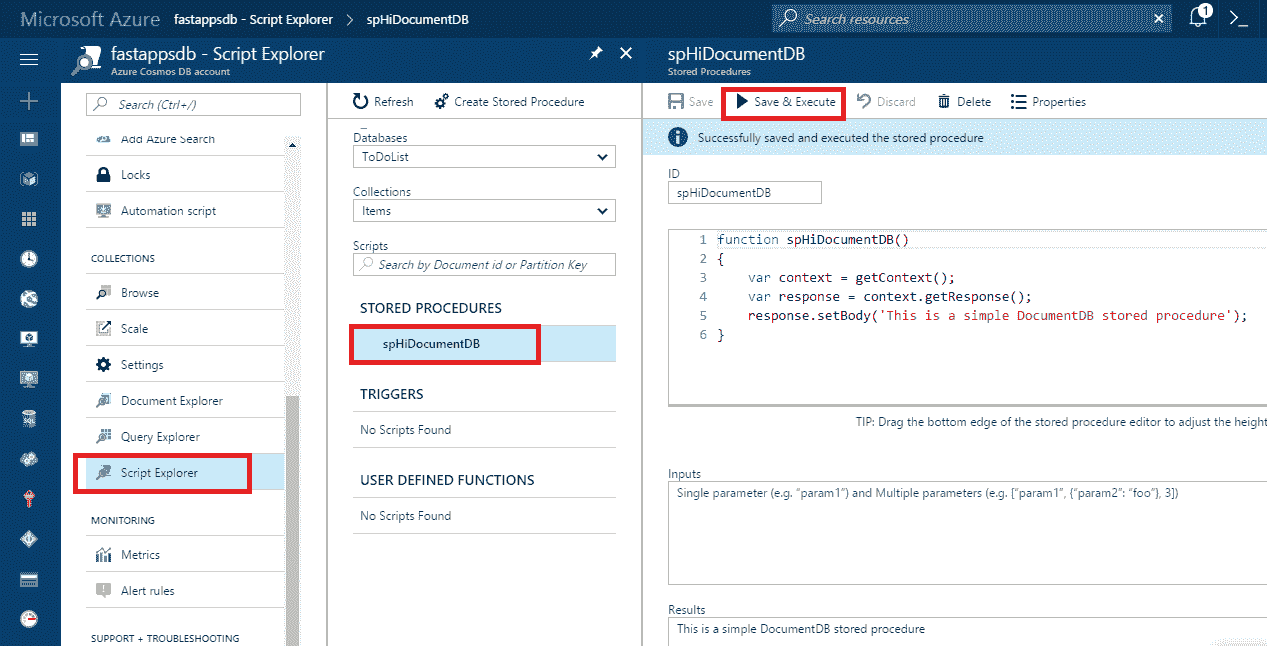 Microsoft Azure fastappsdb - Script Explorer > spHiDocumentDB
Search resources
1
fastappsdb - Script Explorer
Azure Cosmos DB account
Search (Ctrl+/)
Add Azure Search
Locks
Automation script
COLLECTIONS
Browse
Scale
Settings
Document Explorer
Query Explorer
Script Explorer
MONITORING
Metrics
Alert rules
SUPPORT + TROUBLESHOOTING
Refresh Create Stored Procedure
Databases
ToDoList
Collections
Items
Scripts
Search by Document id or Partition Key
STORED PROCEDURES
spHiDocumentDB
TRIGGERS
No Scripts Found
USER DEFINED FUNCTIONS
No Scripts Found
spHiDocumentDB
Stored Procedures
Save Save & Execute Discard Delete Properties
Successfully saved and executed the stored procedure
ID
spHiDocumentDB
1 function spHiDocumentDB()
2 {
3 var context = getContext();
4 var response = context.getResponse();
5 response.setBody('This is a simple DocumentDB stored procedure');
6 }
TIP: Drag the bottom edge of the stored procedure editor to adjust the height
Inputs
Single parameter (e.g. “param1”) and Multiple parameters (e.g. [“param1”, {“param2”: “foo”}, 3])
Results
This is a simple DocumentDB stored procedure